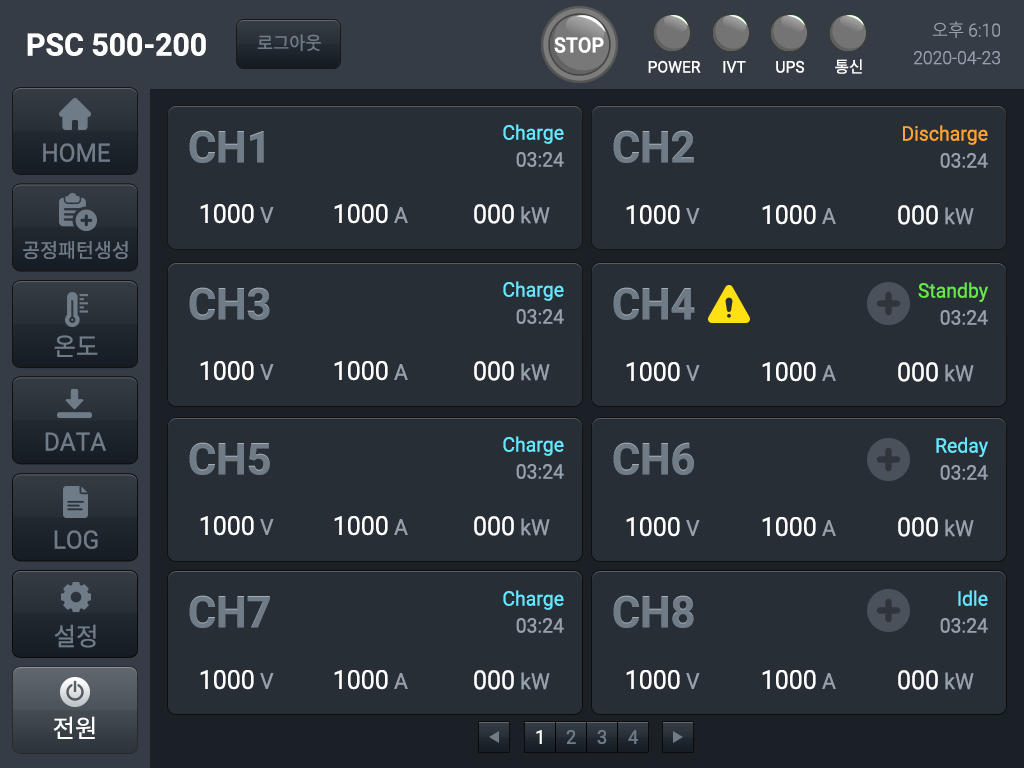 PSC 500-200
로그아웃
STOP
POWER IVT UPS 통신
오후 6:10
2020-04-23
HOME
공정패턴생성
온도
DATA
LOG
설정
전원
CH1 Charge
03:24
1000 V 1000 A 000 kW
CH2 Discharge
03:24
1000 V 1000 A 000 kW
CH3 Charge
03:24
1000 V 1000 A 000 kW
CH4 Standby
03:24
1000 V 1000 A 000 kW
CH5 Charge
03:24
1000 V 1000 A 000 kW
CH6 Reday
03:24
1000 V 1000 A 000 kW
CH7 Charge
03:24
1000 V 1000 A 000 kW
CH8 Idle
03:24
1000 V 1000 A 000 kW
1 2 3 4